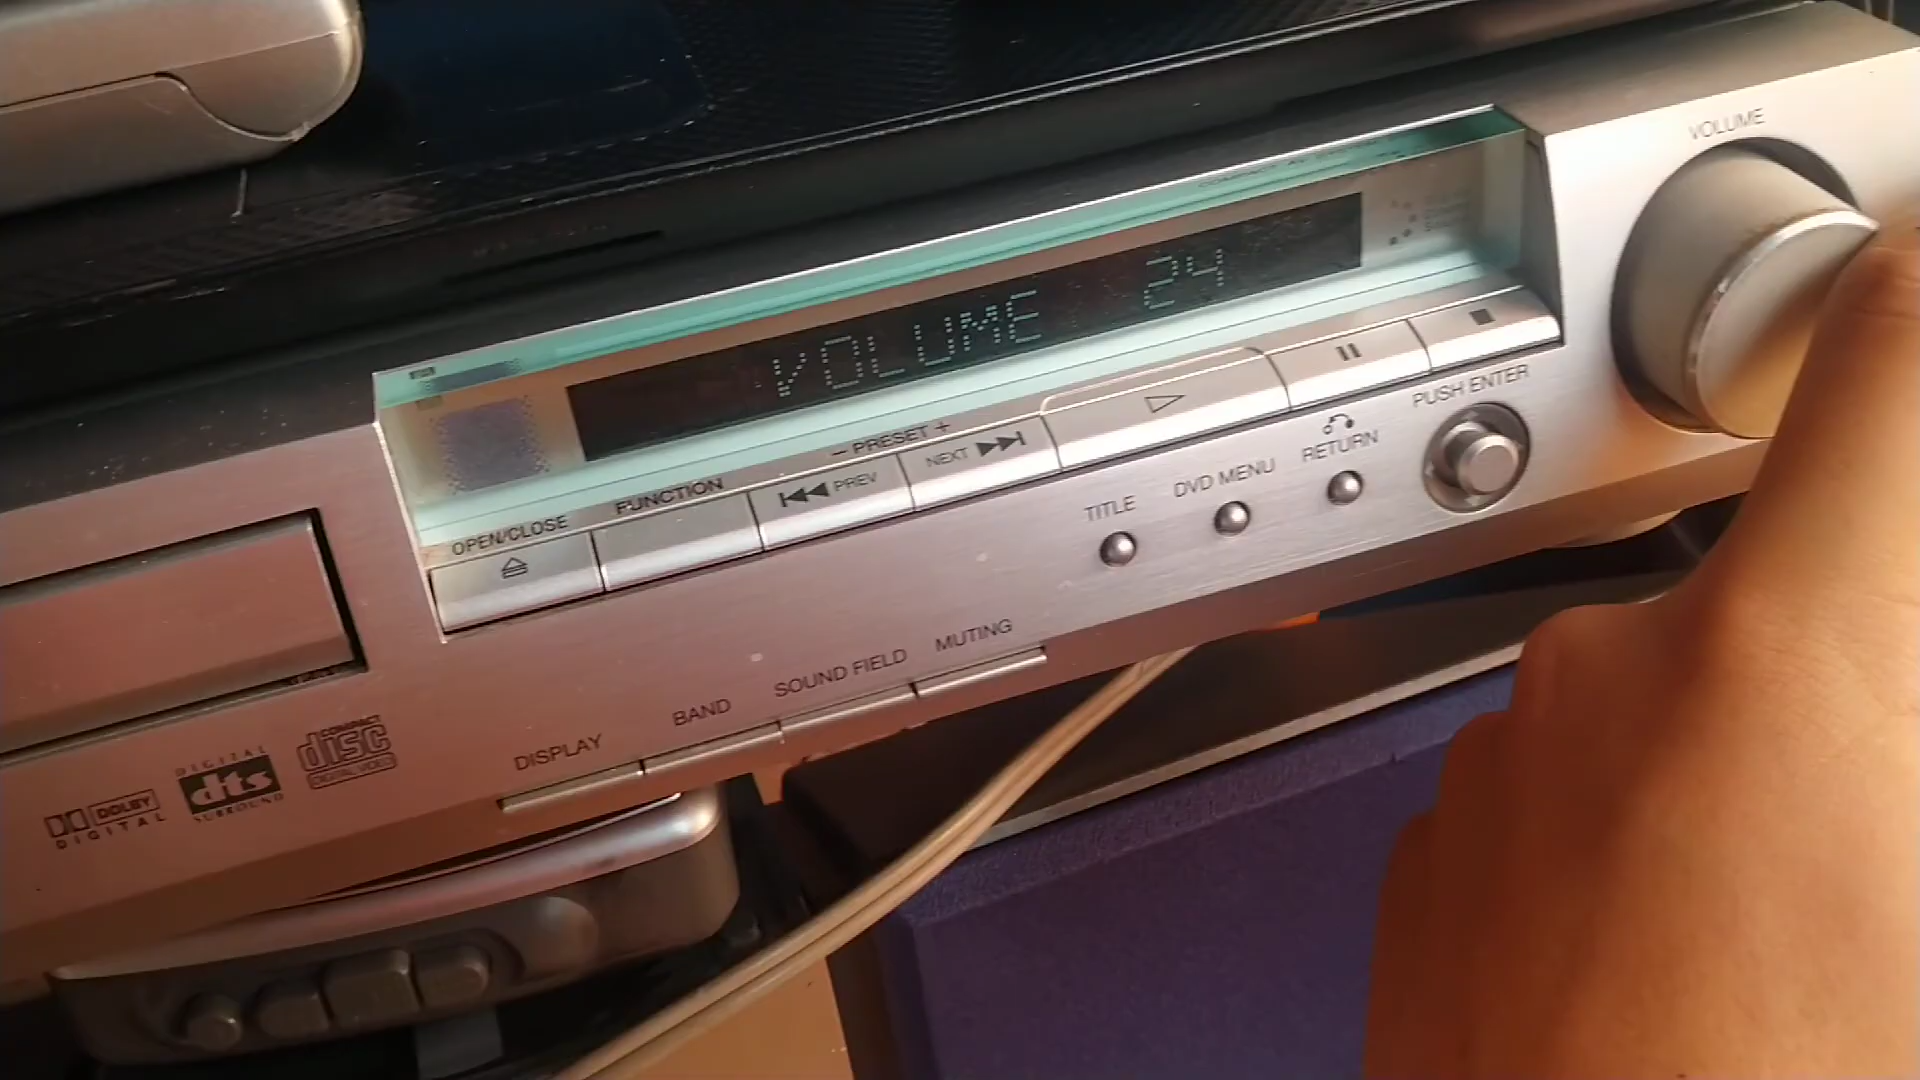 VOLUME
VOLUME 24
PUSH ENTER
RETURN
DVD MENU
TITLE
− PRESET +
NEXT
PREV
FUNCTION
OPEN/CLOSE
MUTING
SOUND FIELD
BAND
DISPLAY
COMPACT
disc
DIGITAL VIDEO
DIGITAL
dts
SURROUND
DOLBY
DIGITAL